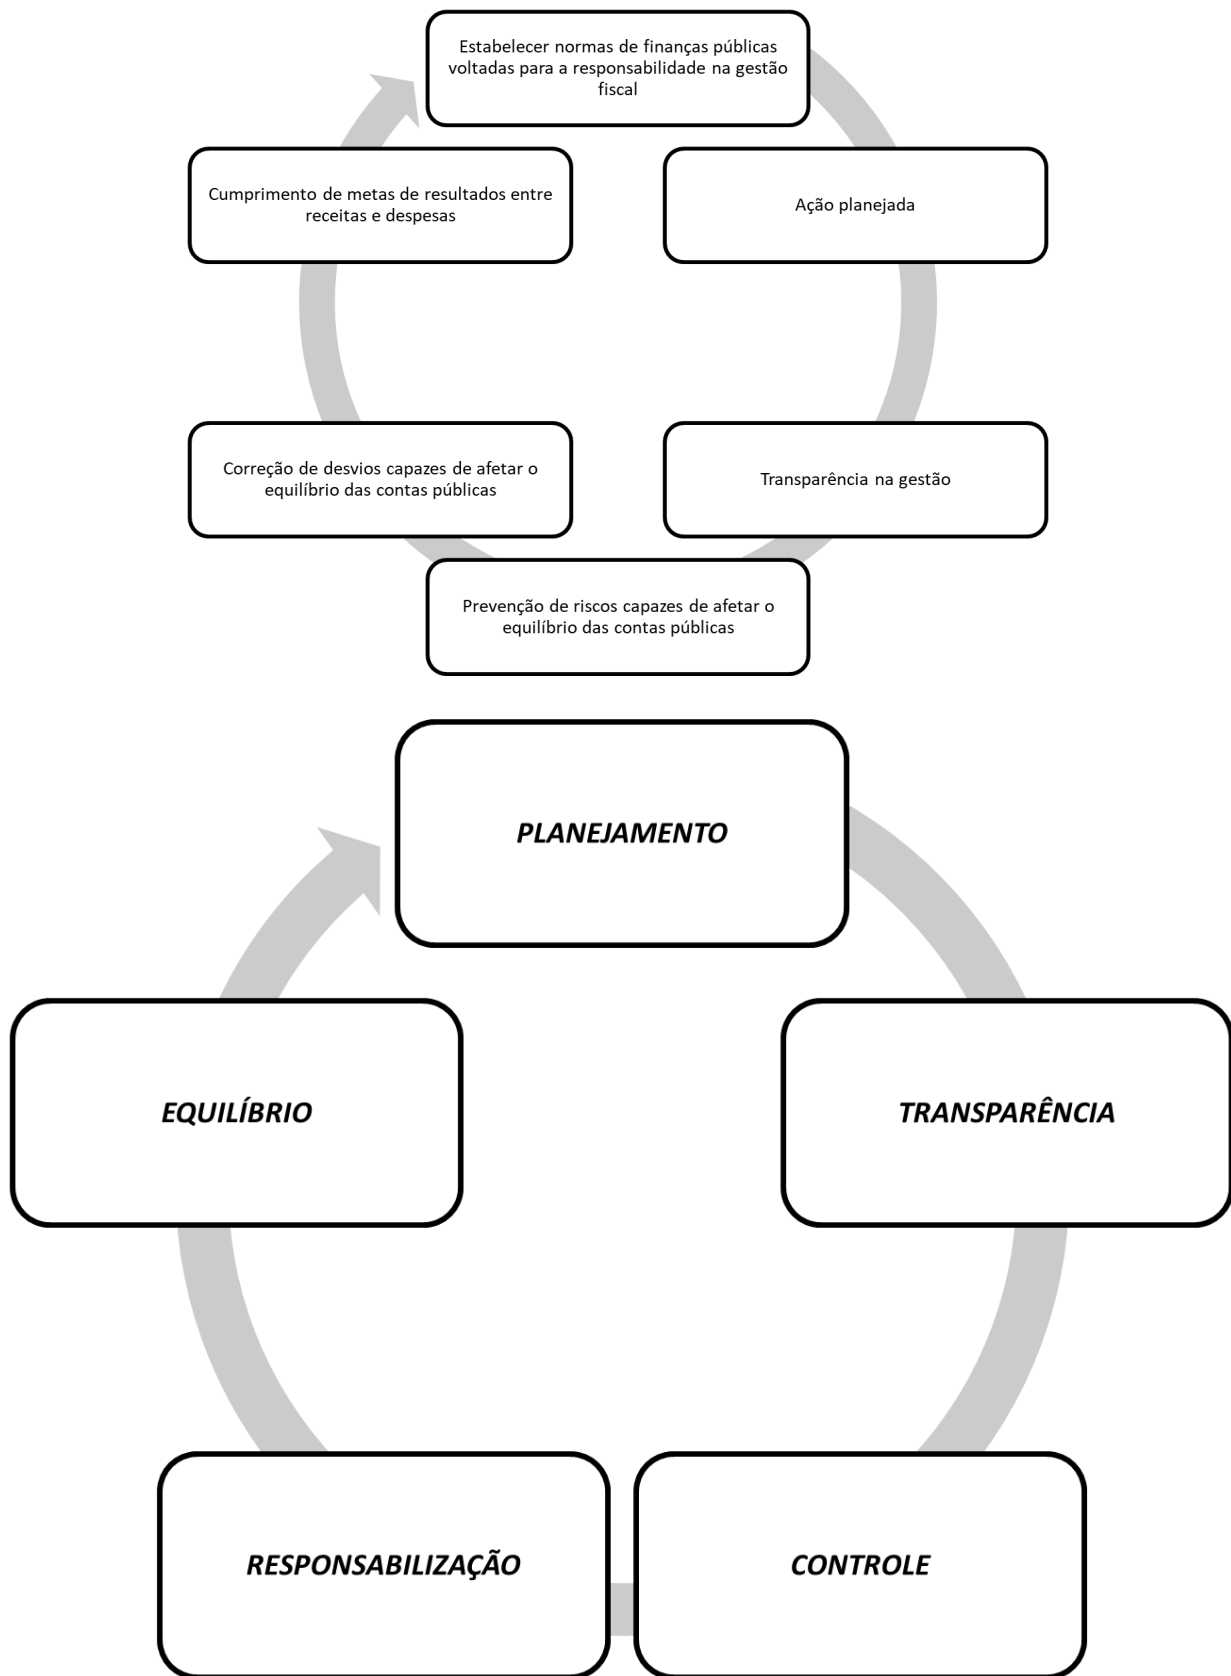 Estabelecer normas de finanças públicas
voltadas para a responsabilidade na gestão
fiscal
Ação planejada
Transparência na gestão
Prevenção de riscos capazes de afetar o
equilíbrio das contas públicas
Correção de desvios capazes de afetar o
equilíbrio das contas públicas
Cumprimento de metas de resultados entre
receitas e despesas
PLANEJAMENTO
TRANSPARÊNCIA
CONTROLE
RESPONSABILIZAÇÃO
EQUILÍBRIO